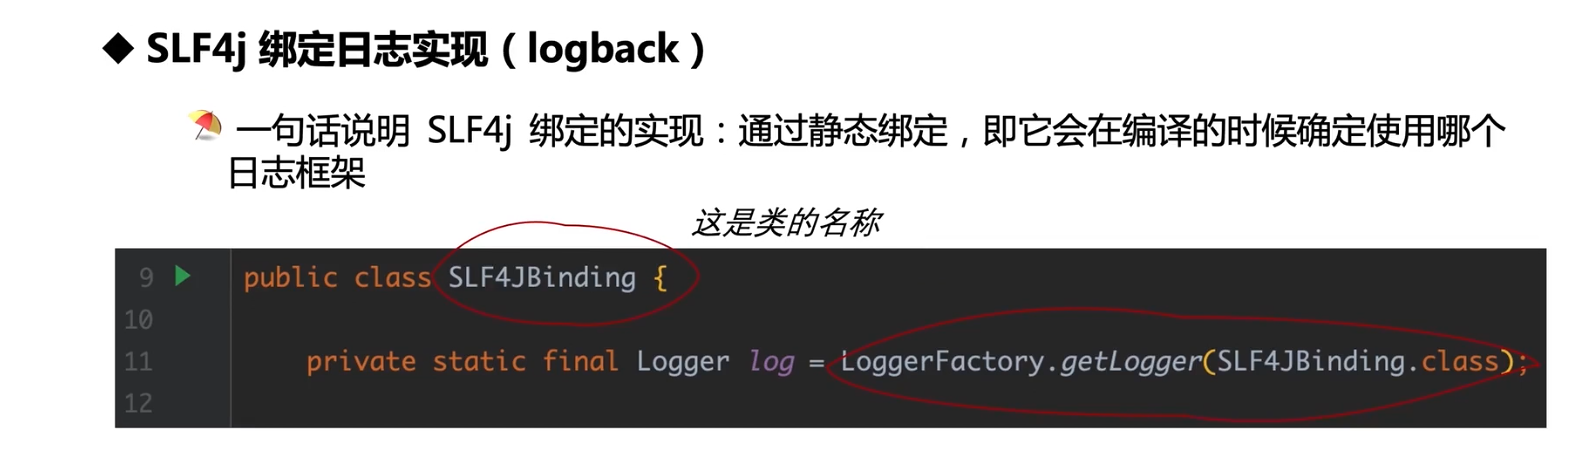 ◆ SLF4j 绑定日志实现（logback）
一句话说明 SLF4j 绑定的实现：通过静态绑定，即它会在编译的时候确定使用哪个
日志框架
这是类的名称
9 public class SLF4JBinding {
10
11 private static final Logger log = LoggerFactory.getLogger(SLF4JBinding.class);
12